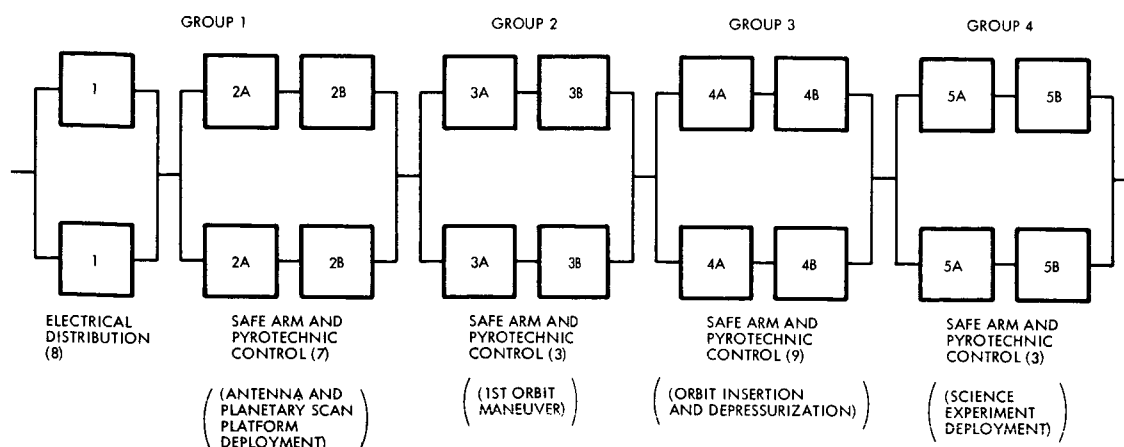 GROUP 1
GROUP 2
GROUP 3
GROUP 4
1
2A
2B
3A
3B
4A
4B
5A
5B
1
2A
2B
3A
3B
4A
4B
5A
5B
ELECTRICAL
DISTRIBUTION
(8)
SAFE ARM AND
PYROTECHNIC
CONTROL (7)
(ANTENNA AND
PLANETARY SCAN
PLATFORM
DEPLOYMENT)
SAFE ARM AND
PYROTECHNIC
CONTROL (3)
(1ST ORBIT
MANEUVER)
SAFE ARM AND
PYROTECHNIC
CONTROL (9)
(ORBIT INSERTION
AND DEPRESSURIZATION)
SAFE ARM AND
PYROTECHNIC
CONTROL (3)
(SCIENCE
EXPERIMENT
DEPLOYMENT)